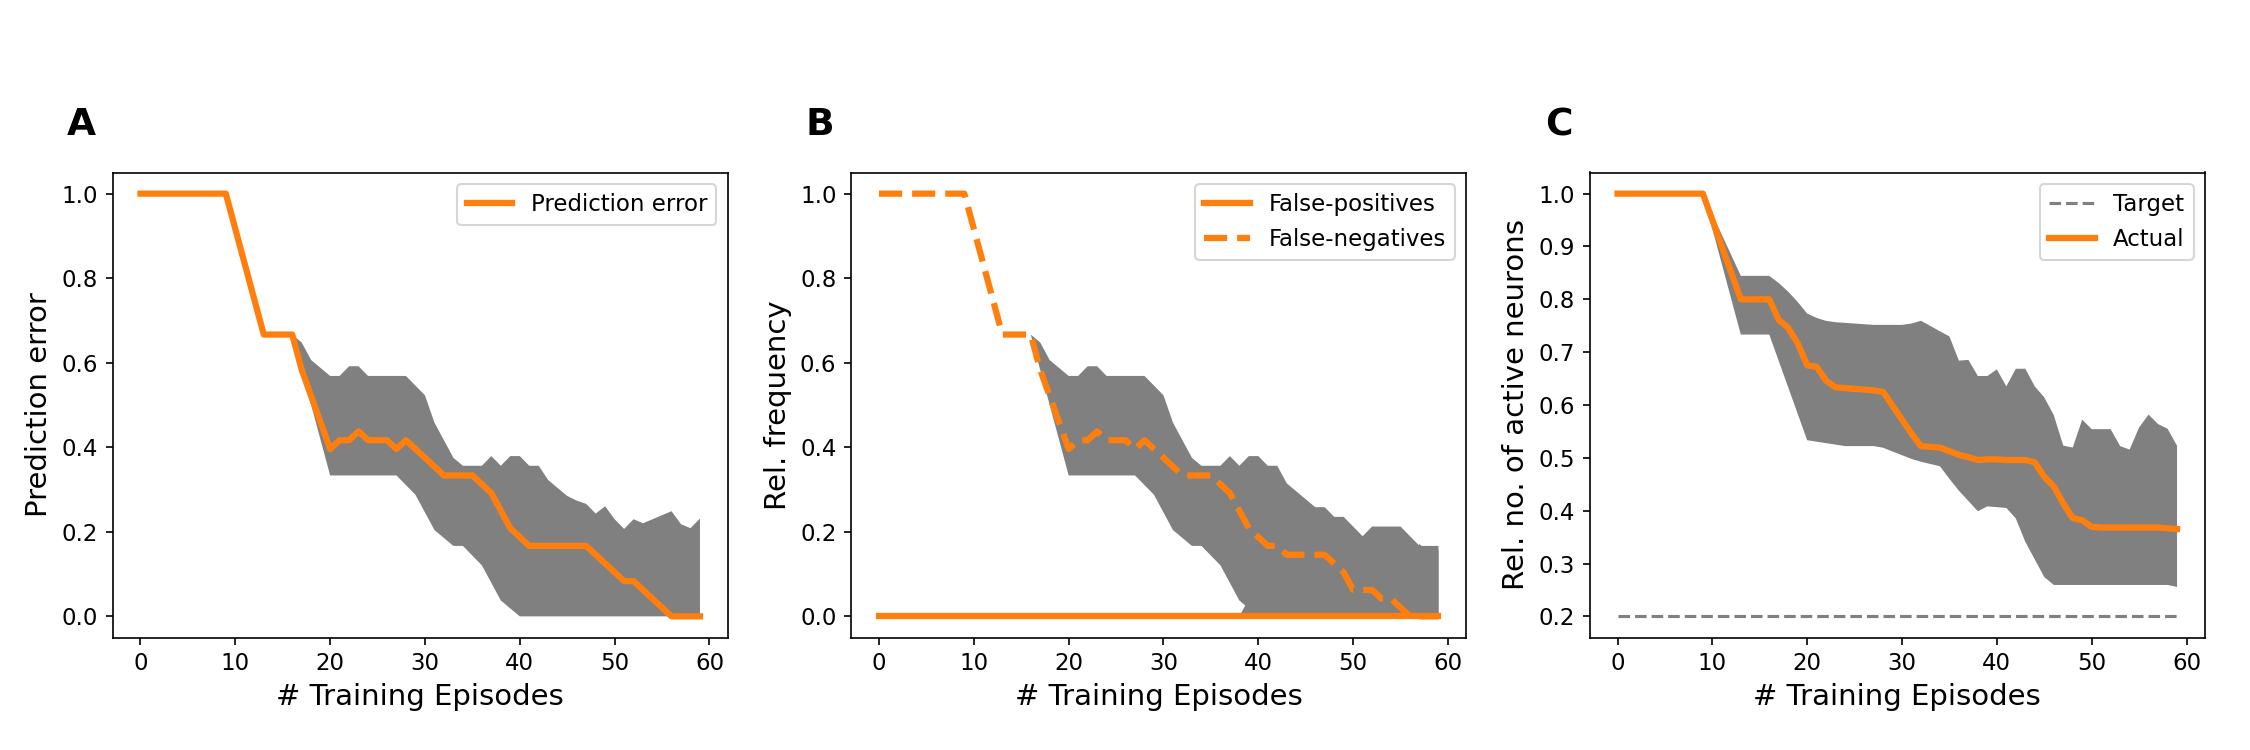 A
B
C
Prediction error
1.0
0.8
0.6
0.4
0.2
0.0
Prediction error
0 10 20 30 40 50 60
# Training Episodes
Rel. frequency
1.0
0.8
0.6
0.4
0.2
0.0
False-positives
False-negatives
0 10 20 30 40 50 60
# Training Episodes
Rel. no. of active neurons
1.0
0.9
0.8
0.7
0.6
0.5
0.4
0.3
0.2
Target
Actual
0 10 20 30 40 50 60
# Training Episodes